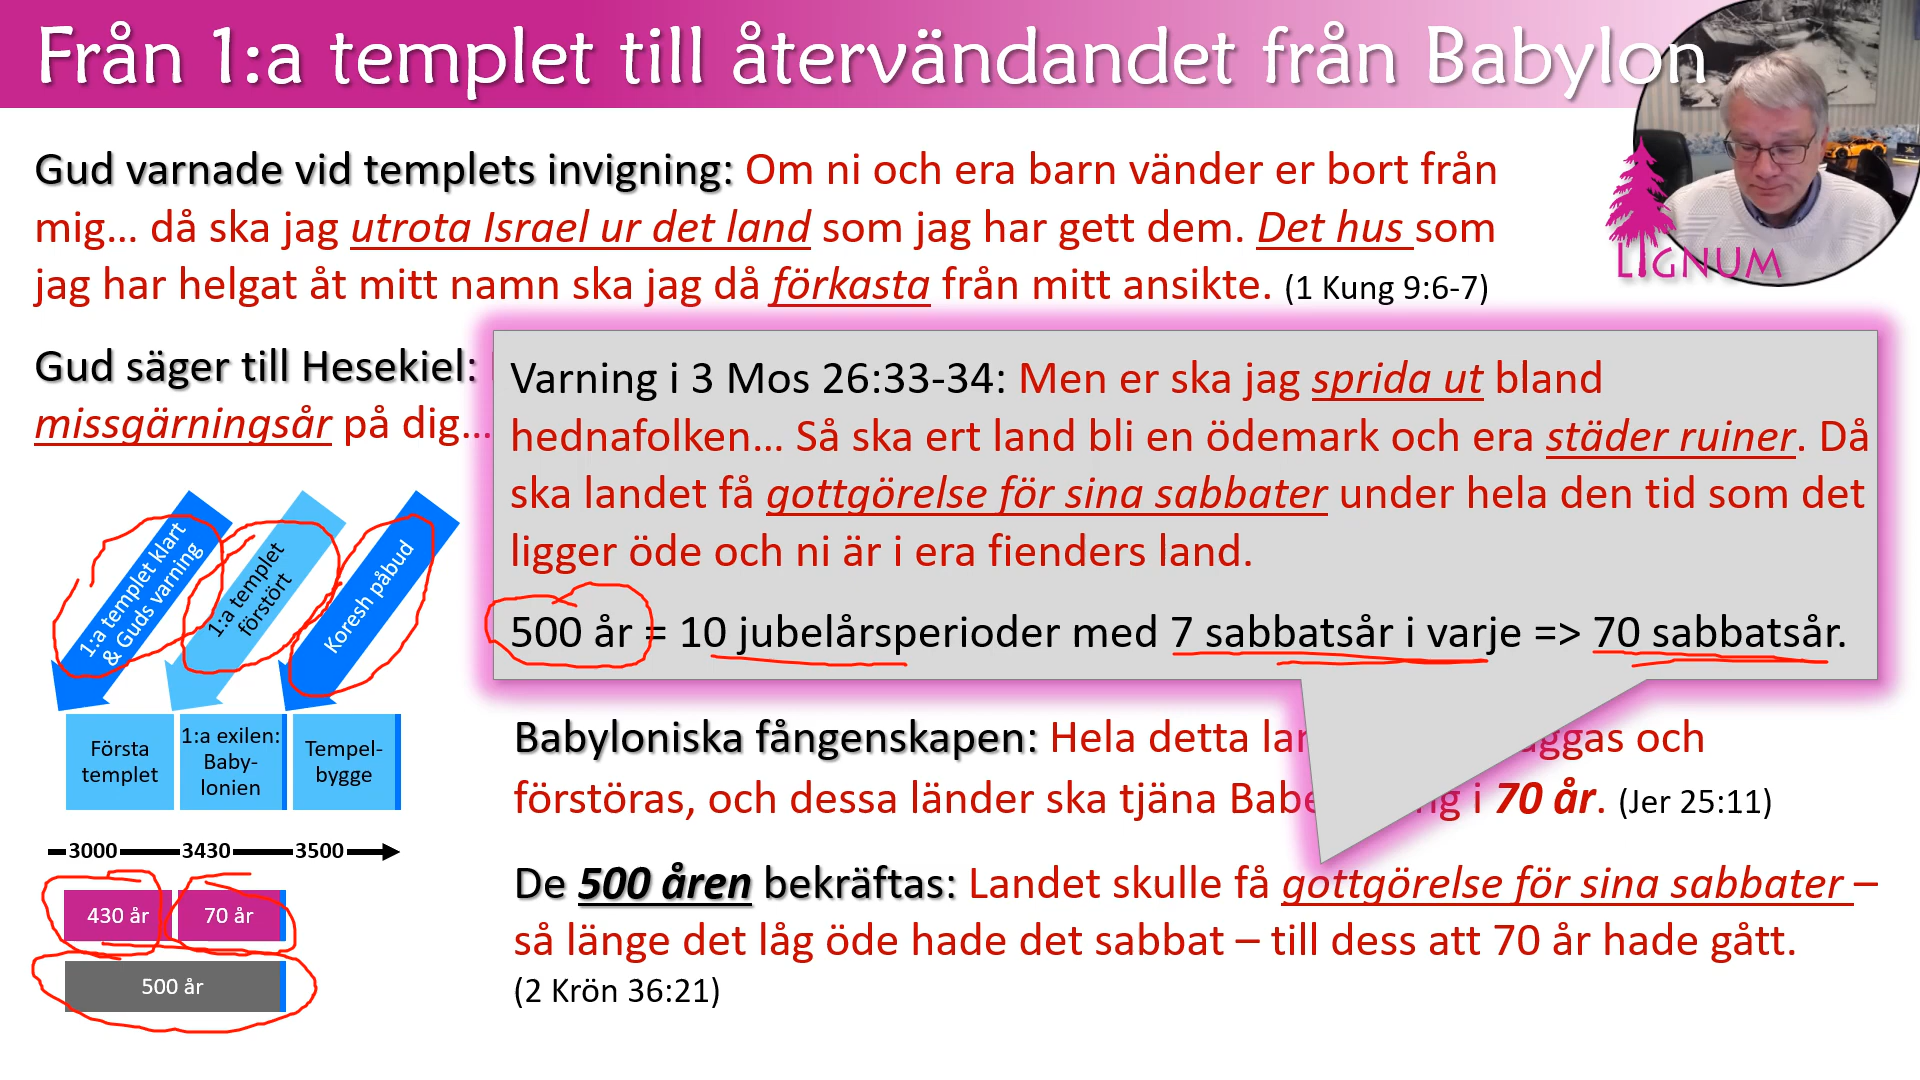 Från 1:a templet till återvändandet från Babylon
Gud varnade vid templets invigning: Om ni och era barn vänder er bort från
mig... då ska jag utrota Israel ur det land som jag har gett dem. Det hus som
jag har helgat åt mitt namn ska jag då förkasta från mitt ansikte. (1 Kung 9:6-7)
LIGNUM
Gud säger till Hesekiel:
missgärningsår på dig...
Varning i 3 Mos 26:33-34: Men er ska jag sprida ut bland
hednafolken... Så ska ert land bli en ödemark och era städer ruiner. Då
ska landet få gottgörelse för sina sabbater under hela den tid som det
ligger öde och ni är i era fienders land.
500 år = 10 jubelårsperioder med 7 sabbatsår i varje => 70 sabbatsår.
1:a templet klart
& Guds varning
1:a templet
förstört
Koresh påbud
Första
templet
1:a exilen:
Baby-
lonien
Tempel-
bygge
3000 3430 3500
430 år 70 år
500 år
Babyloniska fångenskapen: Hela detta och
förstöras, och dessa länder ska tjäna i 70 år. (Jer 25:11)
De 500 åren bekräftas: Landet skulle få gottgörelse för sina sabbater –
så länge det låg öde hade det sabbat – till dess att 70 år hade gått.
(2 Krön 36:21)